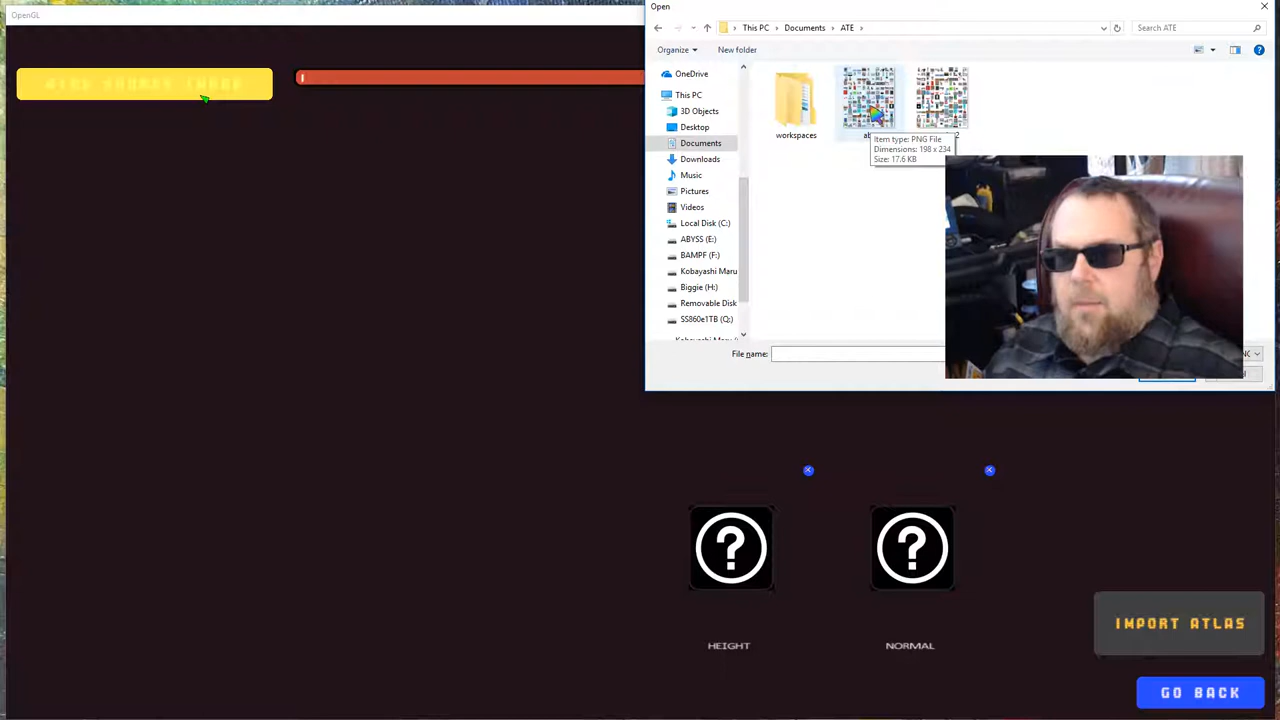 OpenGL
Open
This PC
Documents
ATE
Search ATE
Organize
New folder
OneDrive
This PC
3D Objects
Desktop
Documents
Downloads
Music
Pictures
Videos
Local Disk (C:)
ABYSS (E:)
BAMPF (F:)
Kobayashi Maru
Biggie (H:)
Removable Disk
SS860e1TB (Q:)
workspaces
Item type: PNG File
Dimensions: 198 x 234
Size: 17.6 KB
File name:
HEIGHT
NORMAL
IMPORT ATLAS
GO BACK